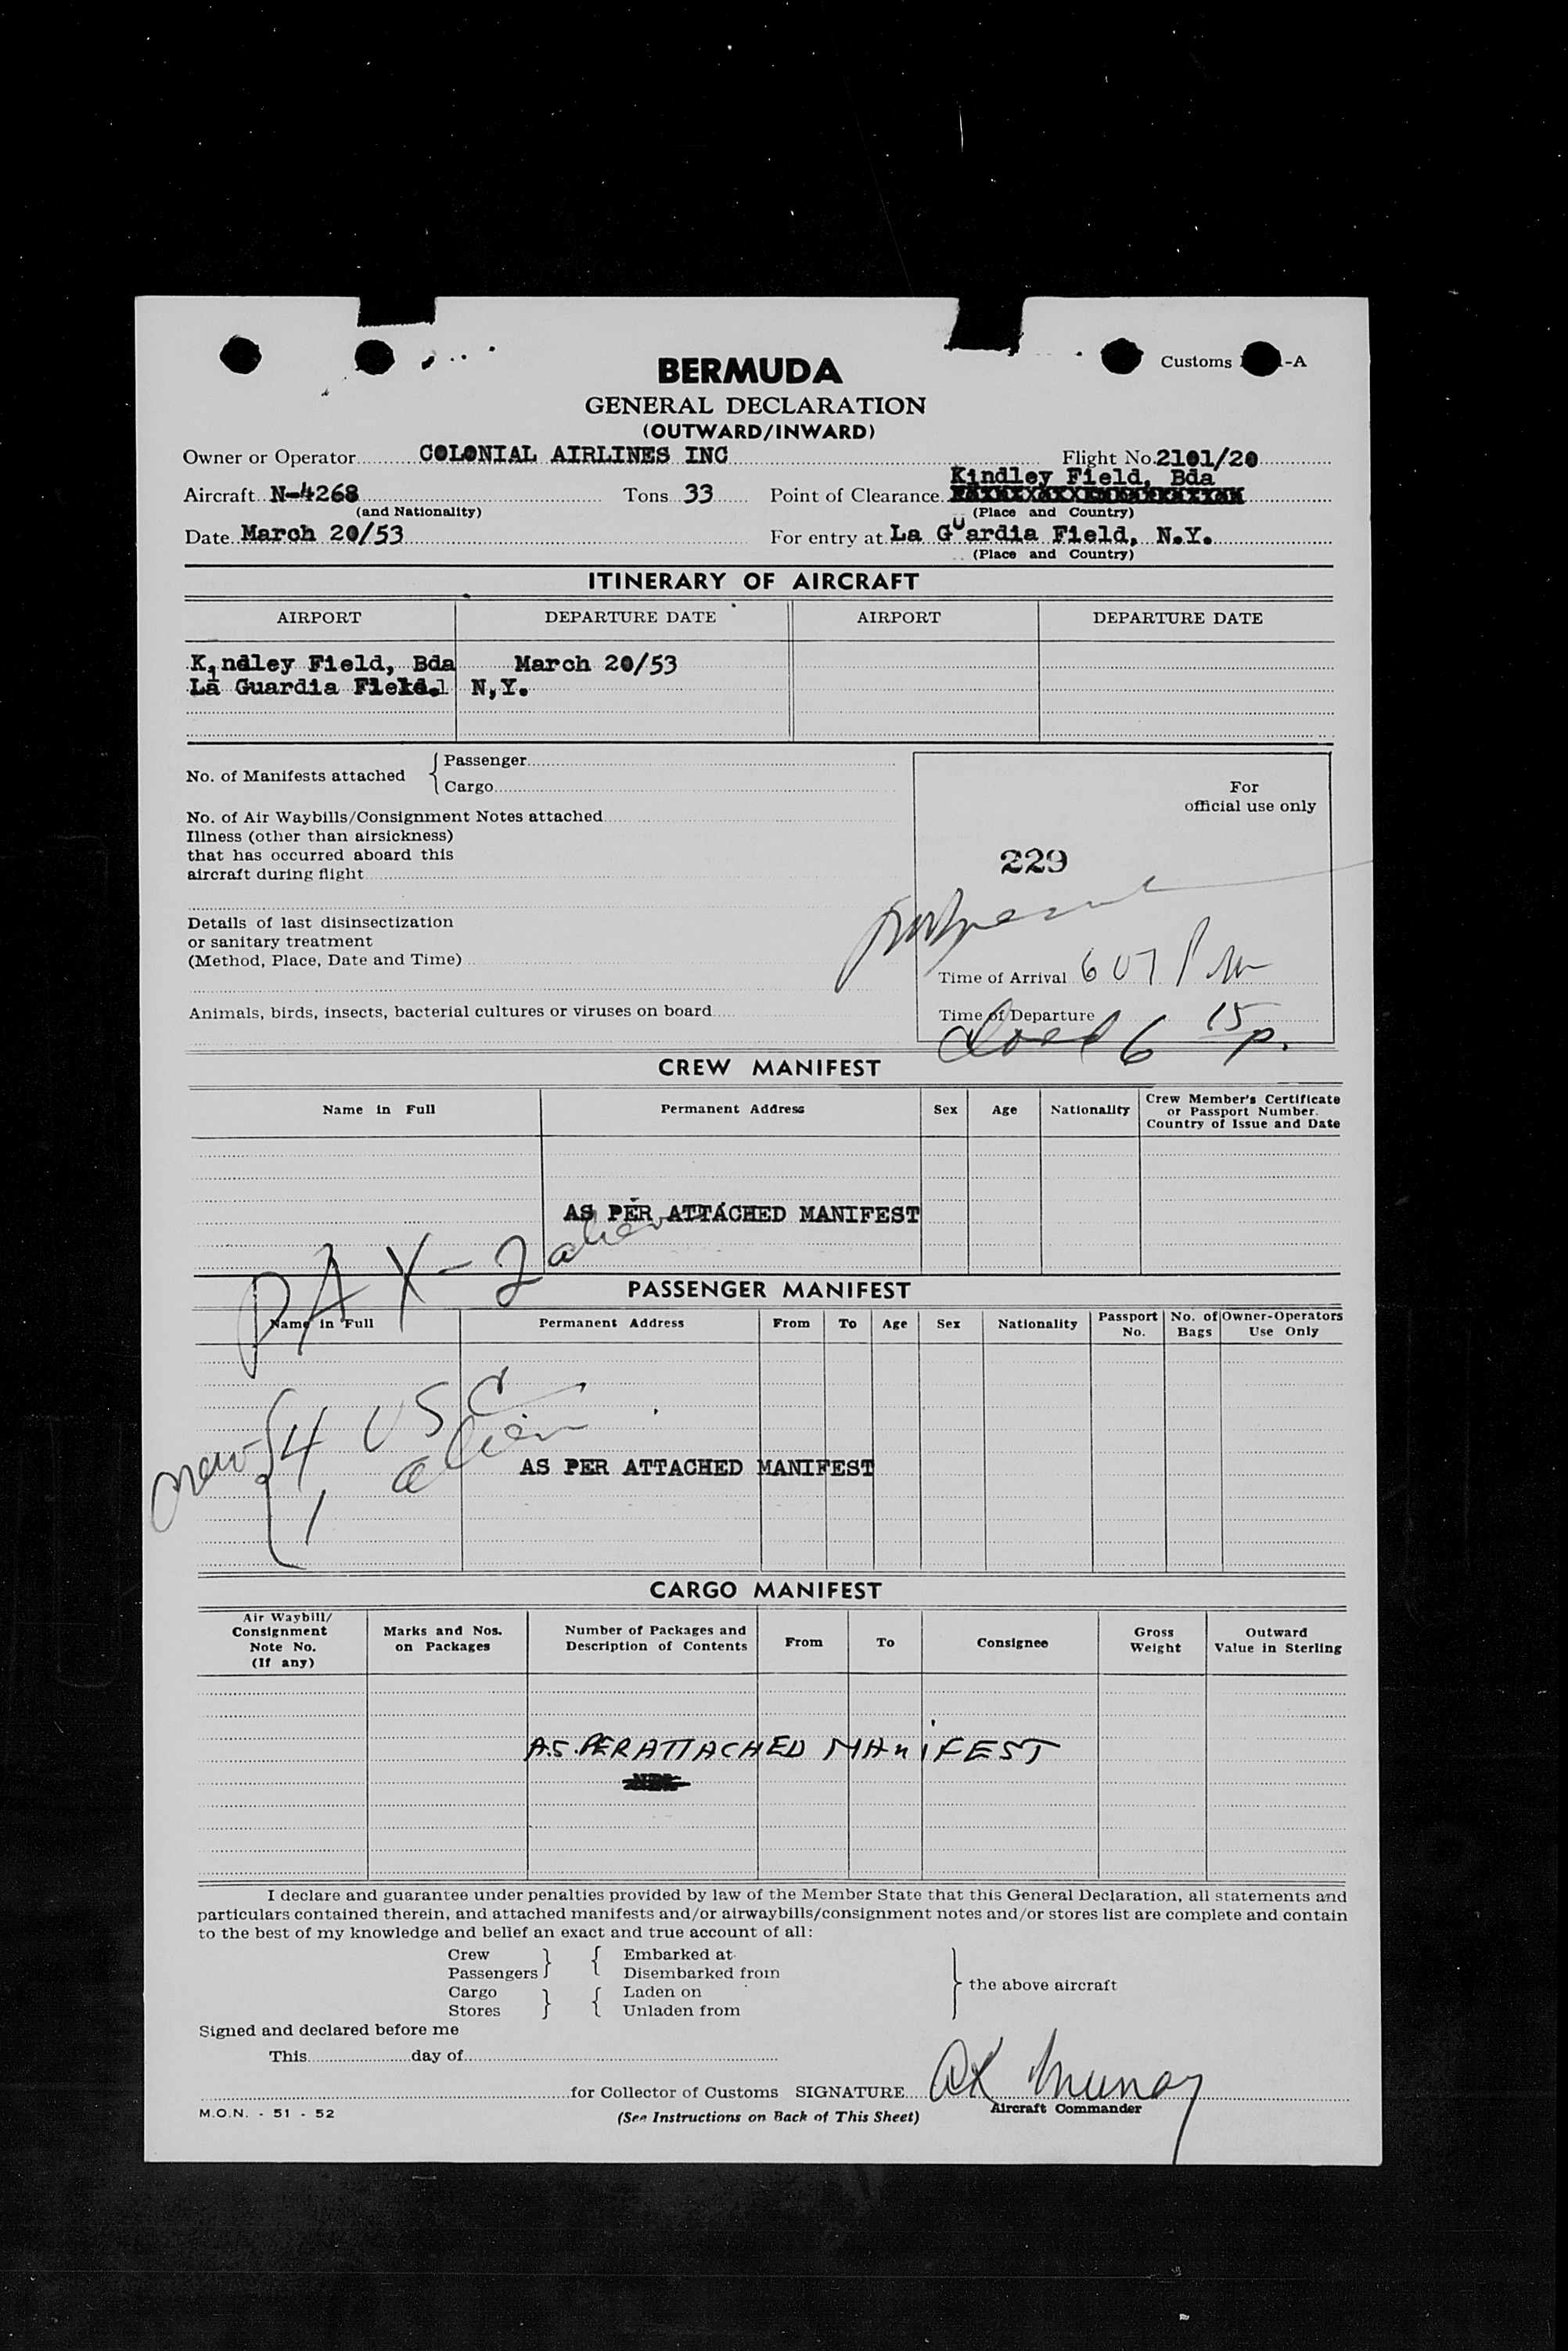 Customs -A
BERMUDA
GENERAL DECLARATION
(OUTWARD/INWARD)
Owner or Operator COLONIAL AIRLINES INC Flight No. 2101/20
Aircraft N-4268 Tons 33 Point of Clearance Kindley Field, Bda
(and Nationality) (Place and Country)
Date March 20/53 For entry at La Guardia Field, N.Y.
(Place and Country)
ITINERARY OF AIRCRAFT
AIRPORT DEPARTURE DATE AIRPORT DEPARTURE DATE
Kindley Field, Bda March 20/53
La Guardia Field. N,Y.
No. of Manifests attached { Passenger
Cargo
For
official use only
No. of Air Waybills/Consignment Notes attached
Illness (other than airsickness)
that has occurred aboard this
aircraft during flight
229
Details of last disinsectization
or sanitary treatment
(Method, Place, Date and Time)
Time of Arrival 607 Pm
Animals, birds, insects, bacterial cultures or viruses on board
Time of Departure 6 15 p.
CREW MANIFEST
Name in Full Permanent Address Sex Age Nationality Crew Member's Certificate or Passport Number. Country of Issue and Date
AS PER ATTACHED MANIFEST
PAX - 2 alien
PASSENGER MANIFEST
Name in Full Permanent Address From To Age Sex Nationality Passport No. No. of Bags Owner-Operators Use Only
4 USC
1 alien
AS PER ATTACHED MANIFEST
CARGO MANIFEST
Air Waybill/ Consignment Note No. (If any) Marks and Nos. on Packages Number of Packages and Description of Contents From To Consignee Gross Weight Outward Value in Sterling
AS PER ATTACHED MANIFEST
I declare and guarantee under penalties provided by law of the Member State that this General Declaration, all statements and
particulars contained therein, and attached manifests and/or airwaybills/consignment notes and/or stores list are complete and contain
to the best of my knowledge and belief an exact and true account of all:
Crew } { Embarked at
Passengers Disembarked from
Cargo } { Laden on } the above aircraft
Stores Unladen from
Signed and declared before me
This day of
for Collector of Customs SIGNATURE AK Murray
Aircraft Commander
M.O.N. - 51 - 52 (See Instructions on Back of This Sheet)